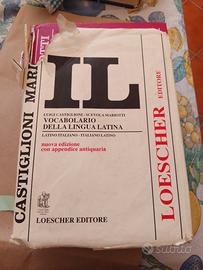 IL
LUIGI CASTIGLIONI - SCEVOLA MARIOTTI
VOCABOLARIO
DELLA LINGUA LATINA
LATINO-ITALIANO - ITALIANO-LATINO
nuova edizione
con appendice antiquaria
LOESCHER EDITORE
LOESCHER EDITORE
CASTIGLIONI MARI
subito